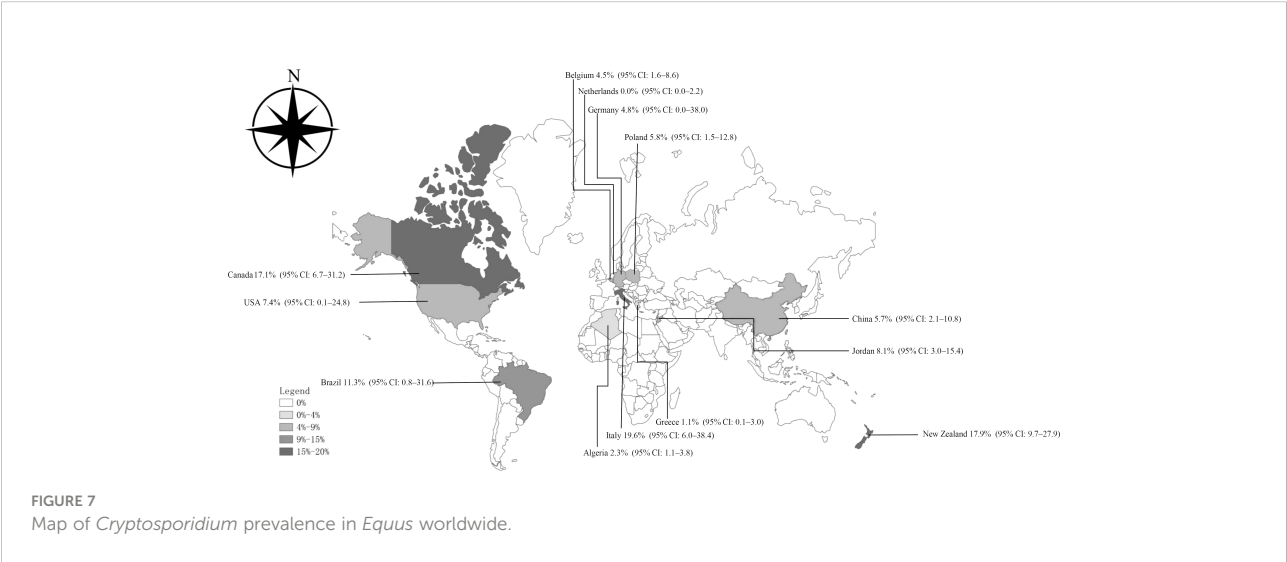 N
Belgium 4.5% (95% CI: 1.6–8.6)
Netherlands 0.0% (95% CI: 0.0–2.2)
Germany 4.8% (95% CI: 0.0–38.0)
Poland 5.8% (95% CI: 1.5–12.8)
Canada 17.1% (95% CI: 6.7–31.2)
USA 7.4% (95% CI: 0.1–24.8)
China 5.7% (95% CI: 2.1–10.8)
Jordan 8.1% (95% CI: 3.0–15.4)
Brazil 11.3% (95% CI: 0.8–31.6)
Greece 1.1% (95% CI: 0.1–3.0)
Italy 19.6% (95% CI: 6.0–38.4)
New Zealand 17.9% (95% CI: 9.7–27.9)
Algeria 2.3% (95% CI: 1.1–3.8)
Legend
0%
0%-4%
4%-9%
9%-15%
15%-20%
FIGURE 7
Map of Cryptosporidium prevalence in Equus worldwide.